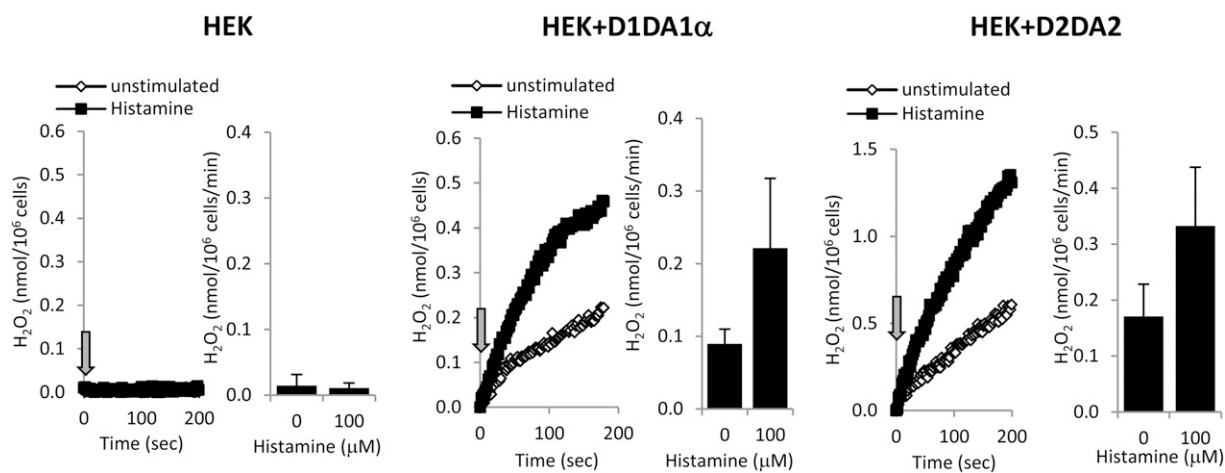 HEK
unstimulated
Histamine
H₂O₂ (nmol/10⁶ cells)
0.6
0.5
0.4
0.3
0.2
0.1
0.0
0 100 200
Time (sec)
H₂O₂ (nmol/10⁶ cells/min)
0.4
0.3
0.2
0.1
0.0
0 100
Histamine (μM)
HEK+D1DA1α
unstimulated
Histamine
H₂O₂ (nmol/10⁶ cells)
0.6
0.5
0.4
0.3
0.2
0.1
0.0
0 100 200
Time (sec)
H₂O₂ (nmol/10⁶ cells/min)
0.4
0.3
0.2
0.1
0.0
0 100
Histamine (μM)
HEK+D2DA2
unstimulated
Histamine
H₂O₂ (nmol/10⁶ cells)
1.5
1.0
0.5
0.0
0 100 200
Time (sec)
H₂O₂ (nmol/10⁶ cells/min)
0.5
0.4
0.3
0.2
0.1
0.0
0 100
Histamine (μM)